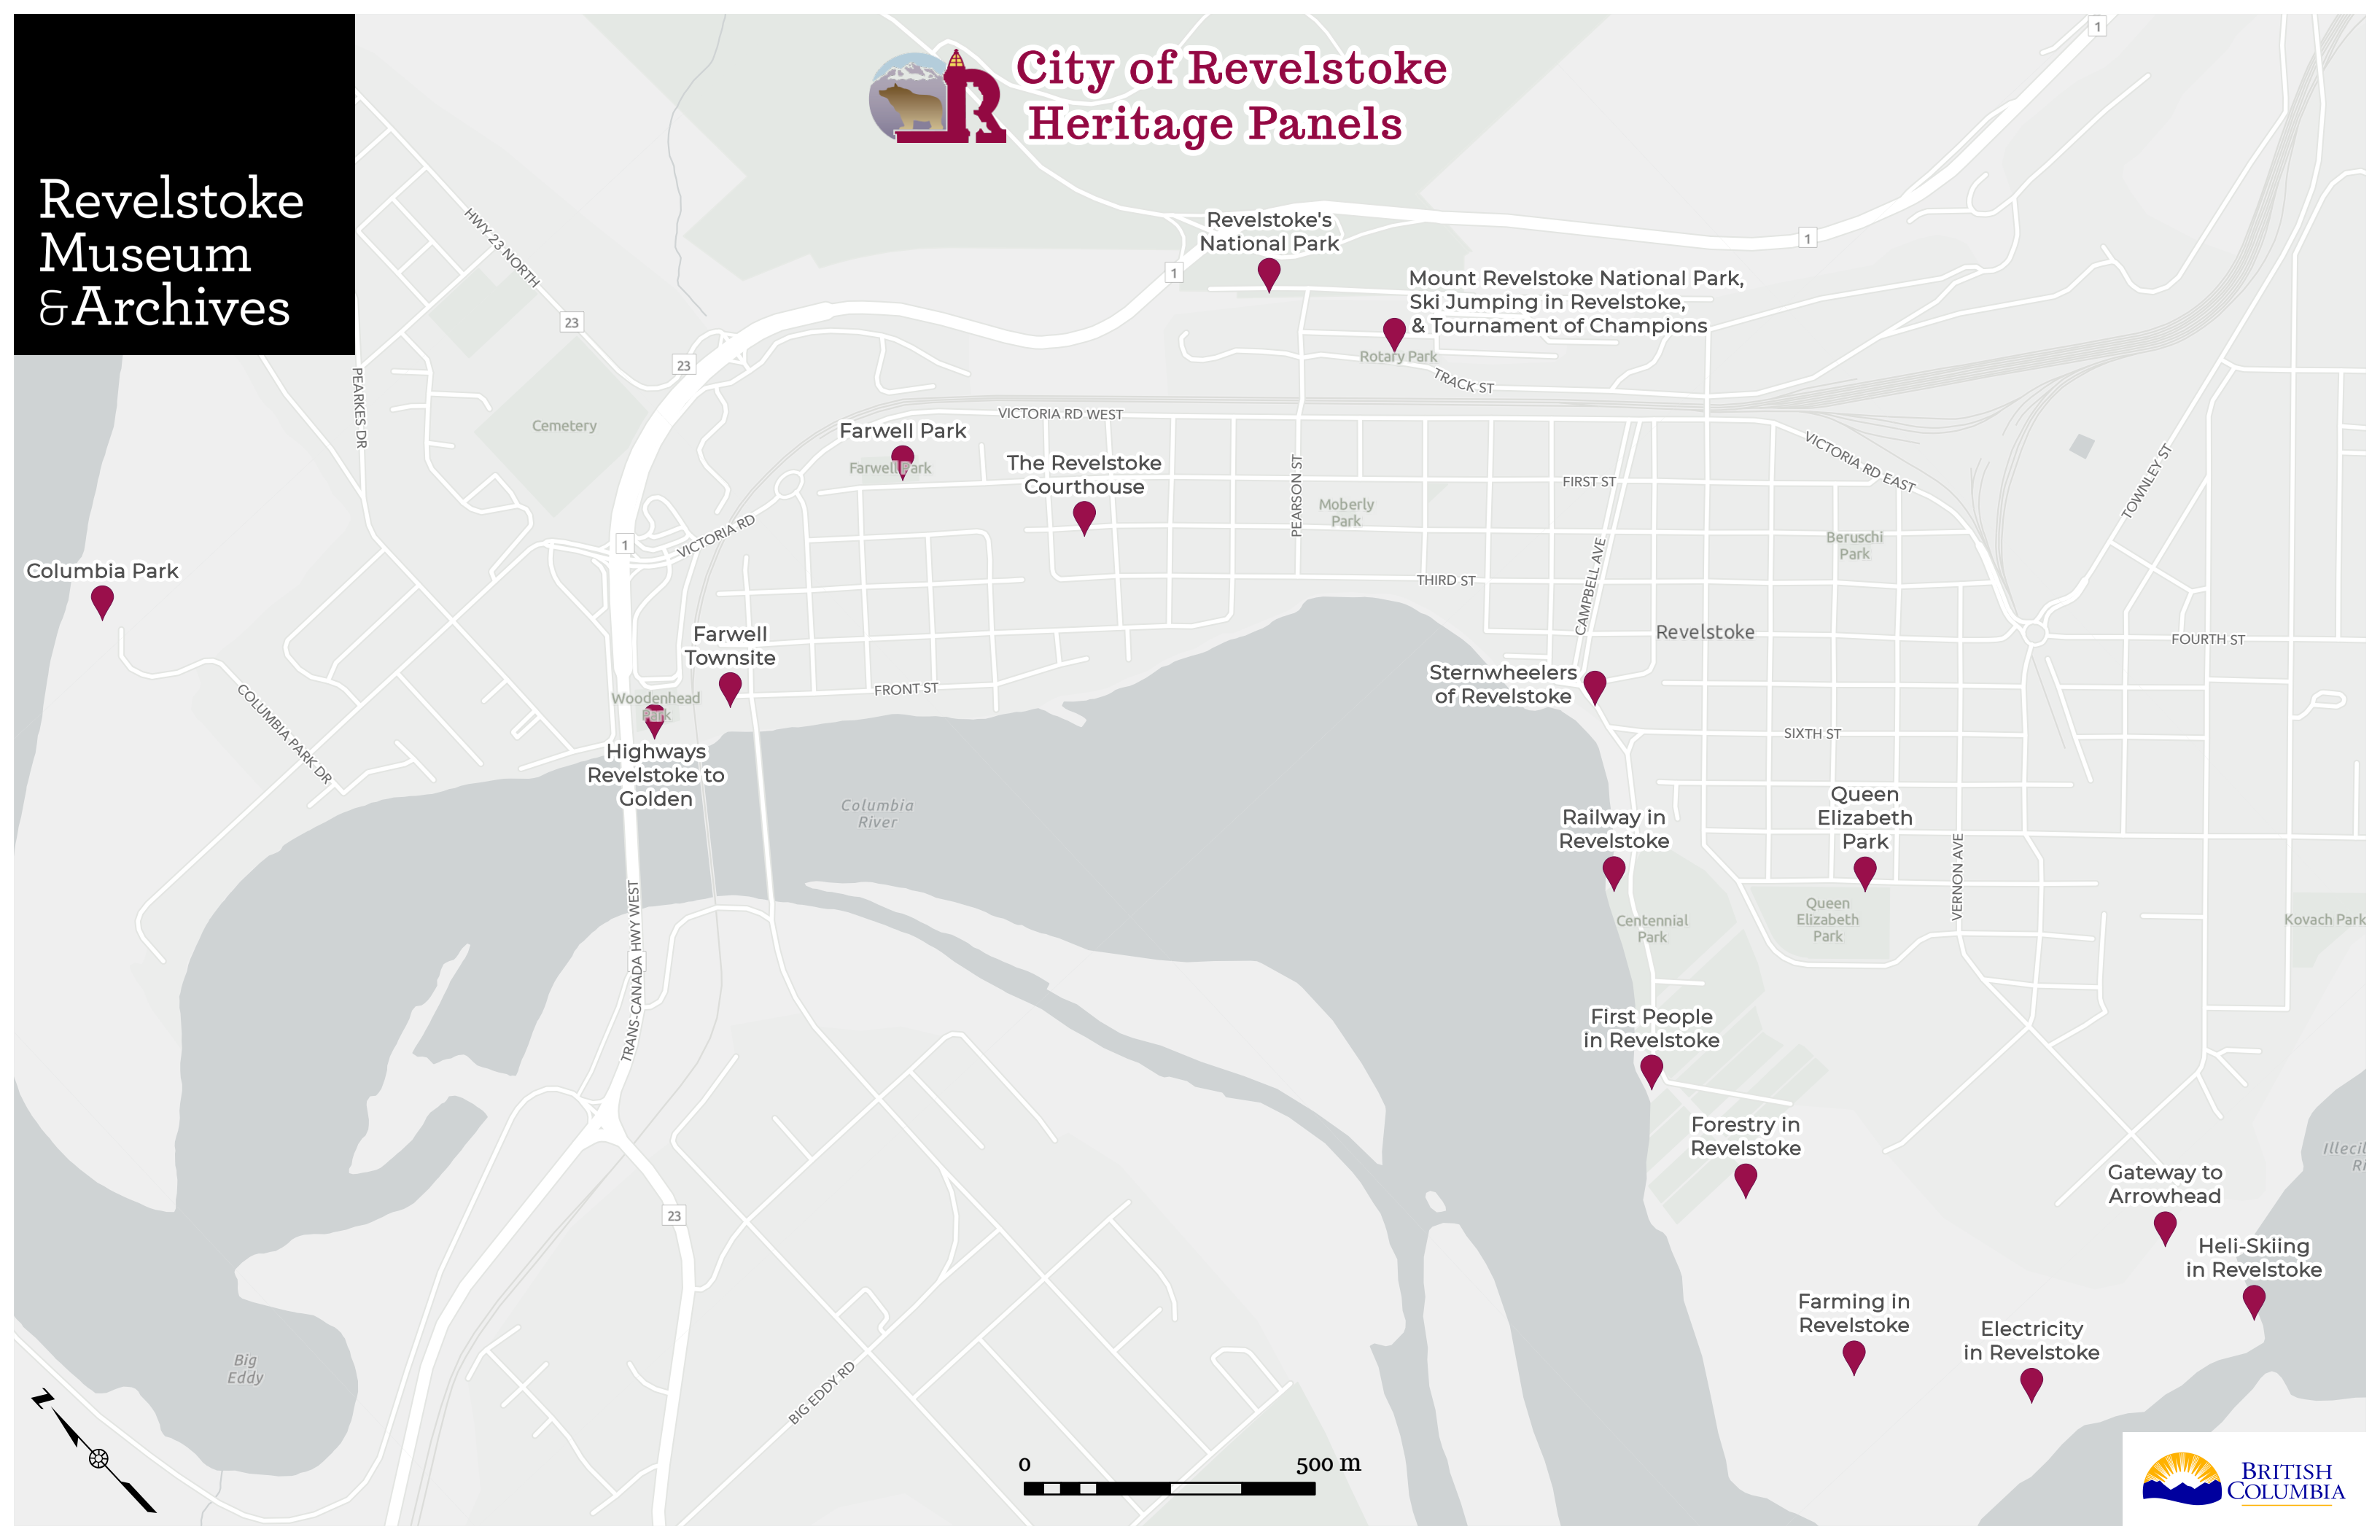 Revelstoke
Museum
&Archives
City of Revelstoke
Heritage Panels
1
Revelstoke's
National Park
1
1
Mount Revelstoke National Park,
Ski Jumping in Revelstoke,
& Tournament of Champions
Rotary Park
TRACK ST
HWY 23 NORTH
23
23
PEARKES DR
Cemetery
VICTORIA RD WEST
Farwell Park
Farwell Park
The Revelstoke
Courthouse
PEARSON ST
Moberly
Park
FIRST ST
VICTORIA RD EAST
TOWNLEY ST
VICTORIA RD
1
Beruschi
Park
CAMPBELL AVE
THIRD ST
Columbia Park
COLUMBIA PARK DR
Farwell
Townsite
Revelstoke
FOURTH ST
Woodenhead
Park
FRONT ST
Sternwheelers
of Revelstoke
SIXTH ST
Highways
Revelstoke to
Golden
Columbia
River
Railway in
Revelstoke
Queen
Elizabeth
Park
VERNON AVE
TRANS-CANADA HWY WEST
Centennial
Park
Queen
Elizabeth
Park
Kovach Park
First People
in Revelstoke
Forestry in
Revelstoke
Illecil
Ri
Gateway to
Arrowhead
23
Heli-Skiing
in Revelstoke
Farming in
Revelstoke
Electricity
in Revelstoke
Big
Eddy
BIG EDDY RD
N
0 500 m
BRITISH
COLUMBIA